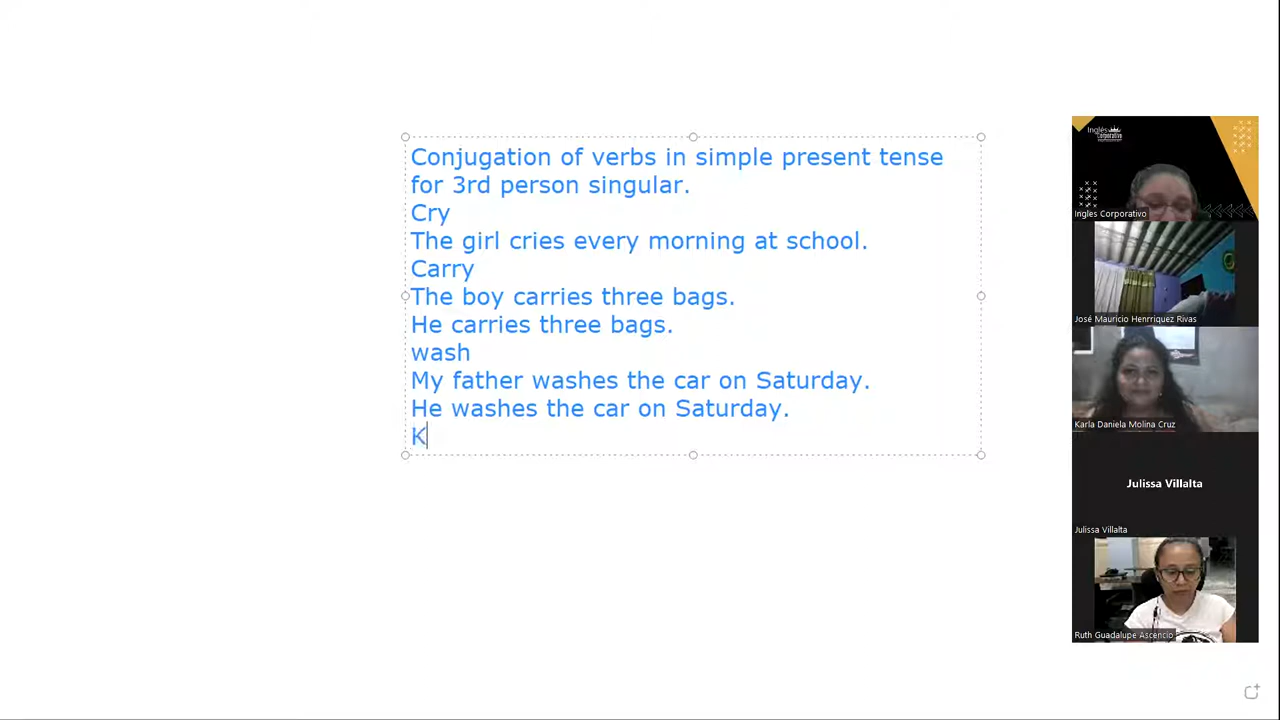 Conjugation of verbs in simple present tense
for 3rd person singular.
Cry
The girl cries every morning at school.
Carry
The boy carries three bags.
He carries three bags.
wash
My father washes the car on Saturday.
He washes the car on Saturday.
K
Inglés
Corporativo
Ingles Corporativo
José Mauricio Henrriquez Rivas
Karla Daniela Molina Cruz
Julissa Villalta
Julissa Villalta
Ruth Guadalupe Ascencio